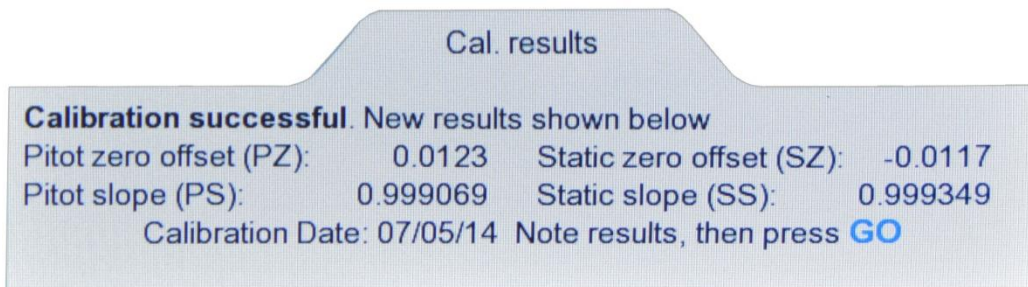 Cal. results
Calibration successful. New results shown below
Pitot zero offset (PZ): 0.0123 Static zero offset (SZ): -0.0117
Pitot slope (PS): 0.999069 Static slope (SS): 0.999349
Calibration Date: 07/05/14 Note results, then press GO